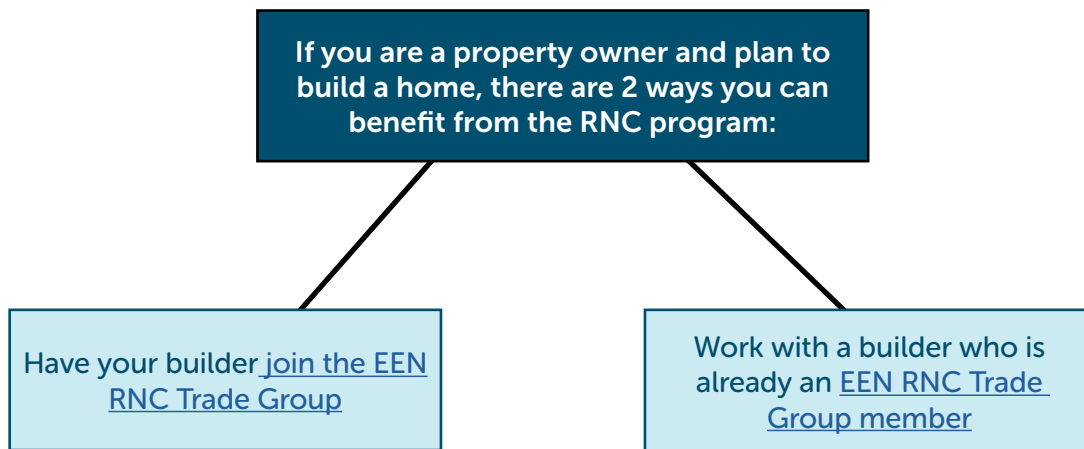 If you are a property owner and plan to
build a home, there are 2 ways you can
benefit from the RNC program:
Have your builder join the EEN
RNC Trade Group
Work with a builder who is
already an EEN RNC Trade
Group member